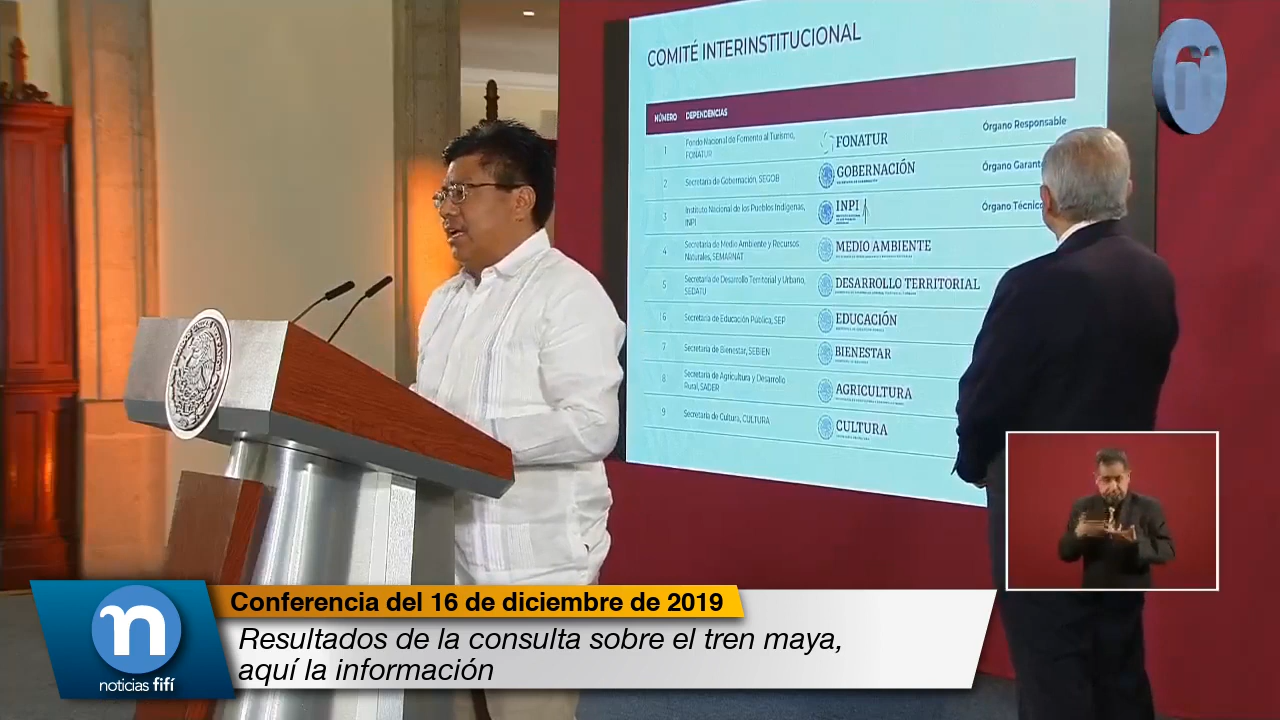 COMITÉ INTERINSTITUCIONAL
NÚMERO DEPENDENCIAS
1 Fondo Nacional de Fomento al Turismo, FONATUR FONATUR Órgano Responsable
2 Secretaría de Gobernación, SEGOB GOBERNACIÓN Órgano Garante
3 Instituto Nacional de los Pueblos Indígenas, INPI INPI Órgano Técnico
4 Secretaría de Medio Ambiente y Recursos Naturales, SEMARNAT MEDIO AMBIENTE
5 Secretaría de Desarrollo Territorial y Urbano, SEDATU DESARROLLO TERRITORIAL
16 Secretaría de Educación Pública, SEP EDUCACIÓN
7 Secretaría de Bienestar, SEBIEN BIENESTAR
8 Secretaría de Agricultura y Desarrollo Rural, SADER AGRICULTURA
9 Secretaría de Cultura, CULTURA CULTURA
n
Conferencia del 16 de diciembre de 2019
Resultados de la consulta sobre el tren maya,
aquí la información
n
noticias fifí